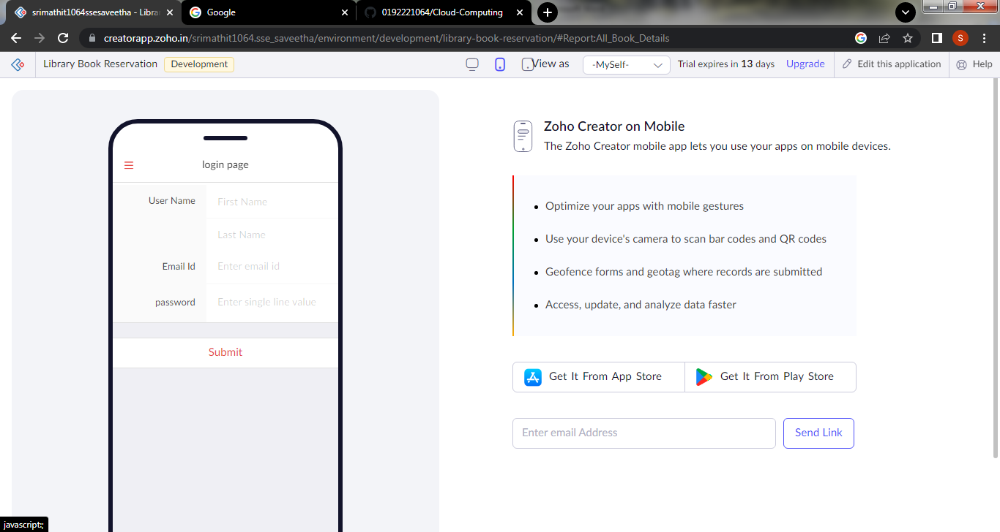 srimathit1064ssesaveetha - Libra
Google
0192221064/Cloud-Computing
creatorapp.zoho.in/srimathit1064.sse_saveetha/environment/development/library-book-reservation/#Report:All_Book_Details
S
Library Book Reservation
Development
View as
-MySelf-
Trial expires in 13 days
Upgrade
Edit this application
Help
login page
User Name
First Name
Last Name
Email Id
Enter email id
password
Enter single line value
Submit
Zoho Creator on Mobile
The Zoho Creator mobile app lets you use your apps on mobile devices.
Optimize your apps with mobile gestures
Use your device's camera to scan bar codes and QR codes
Geofence forms and geotag where records are submitted
Access, update, and analyze data faster
Get It From App Store
Get It From Play Store
Enter email Address
Send Link
javascript:;